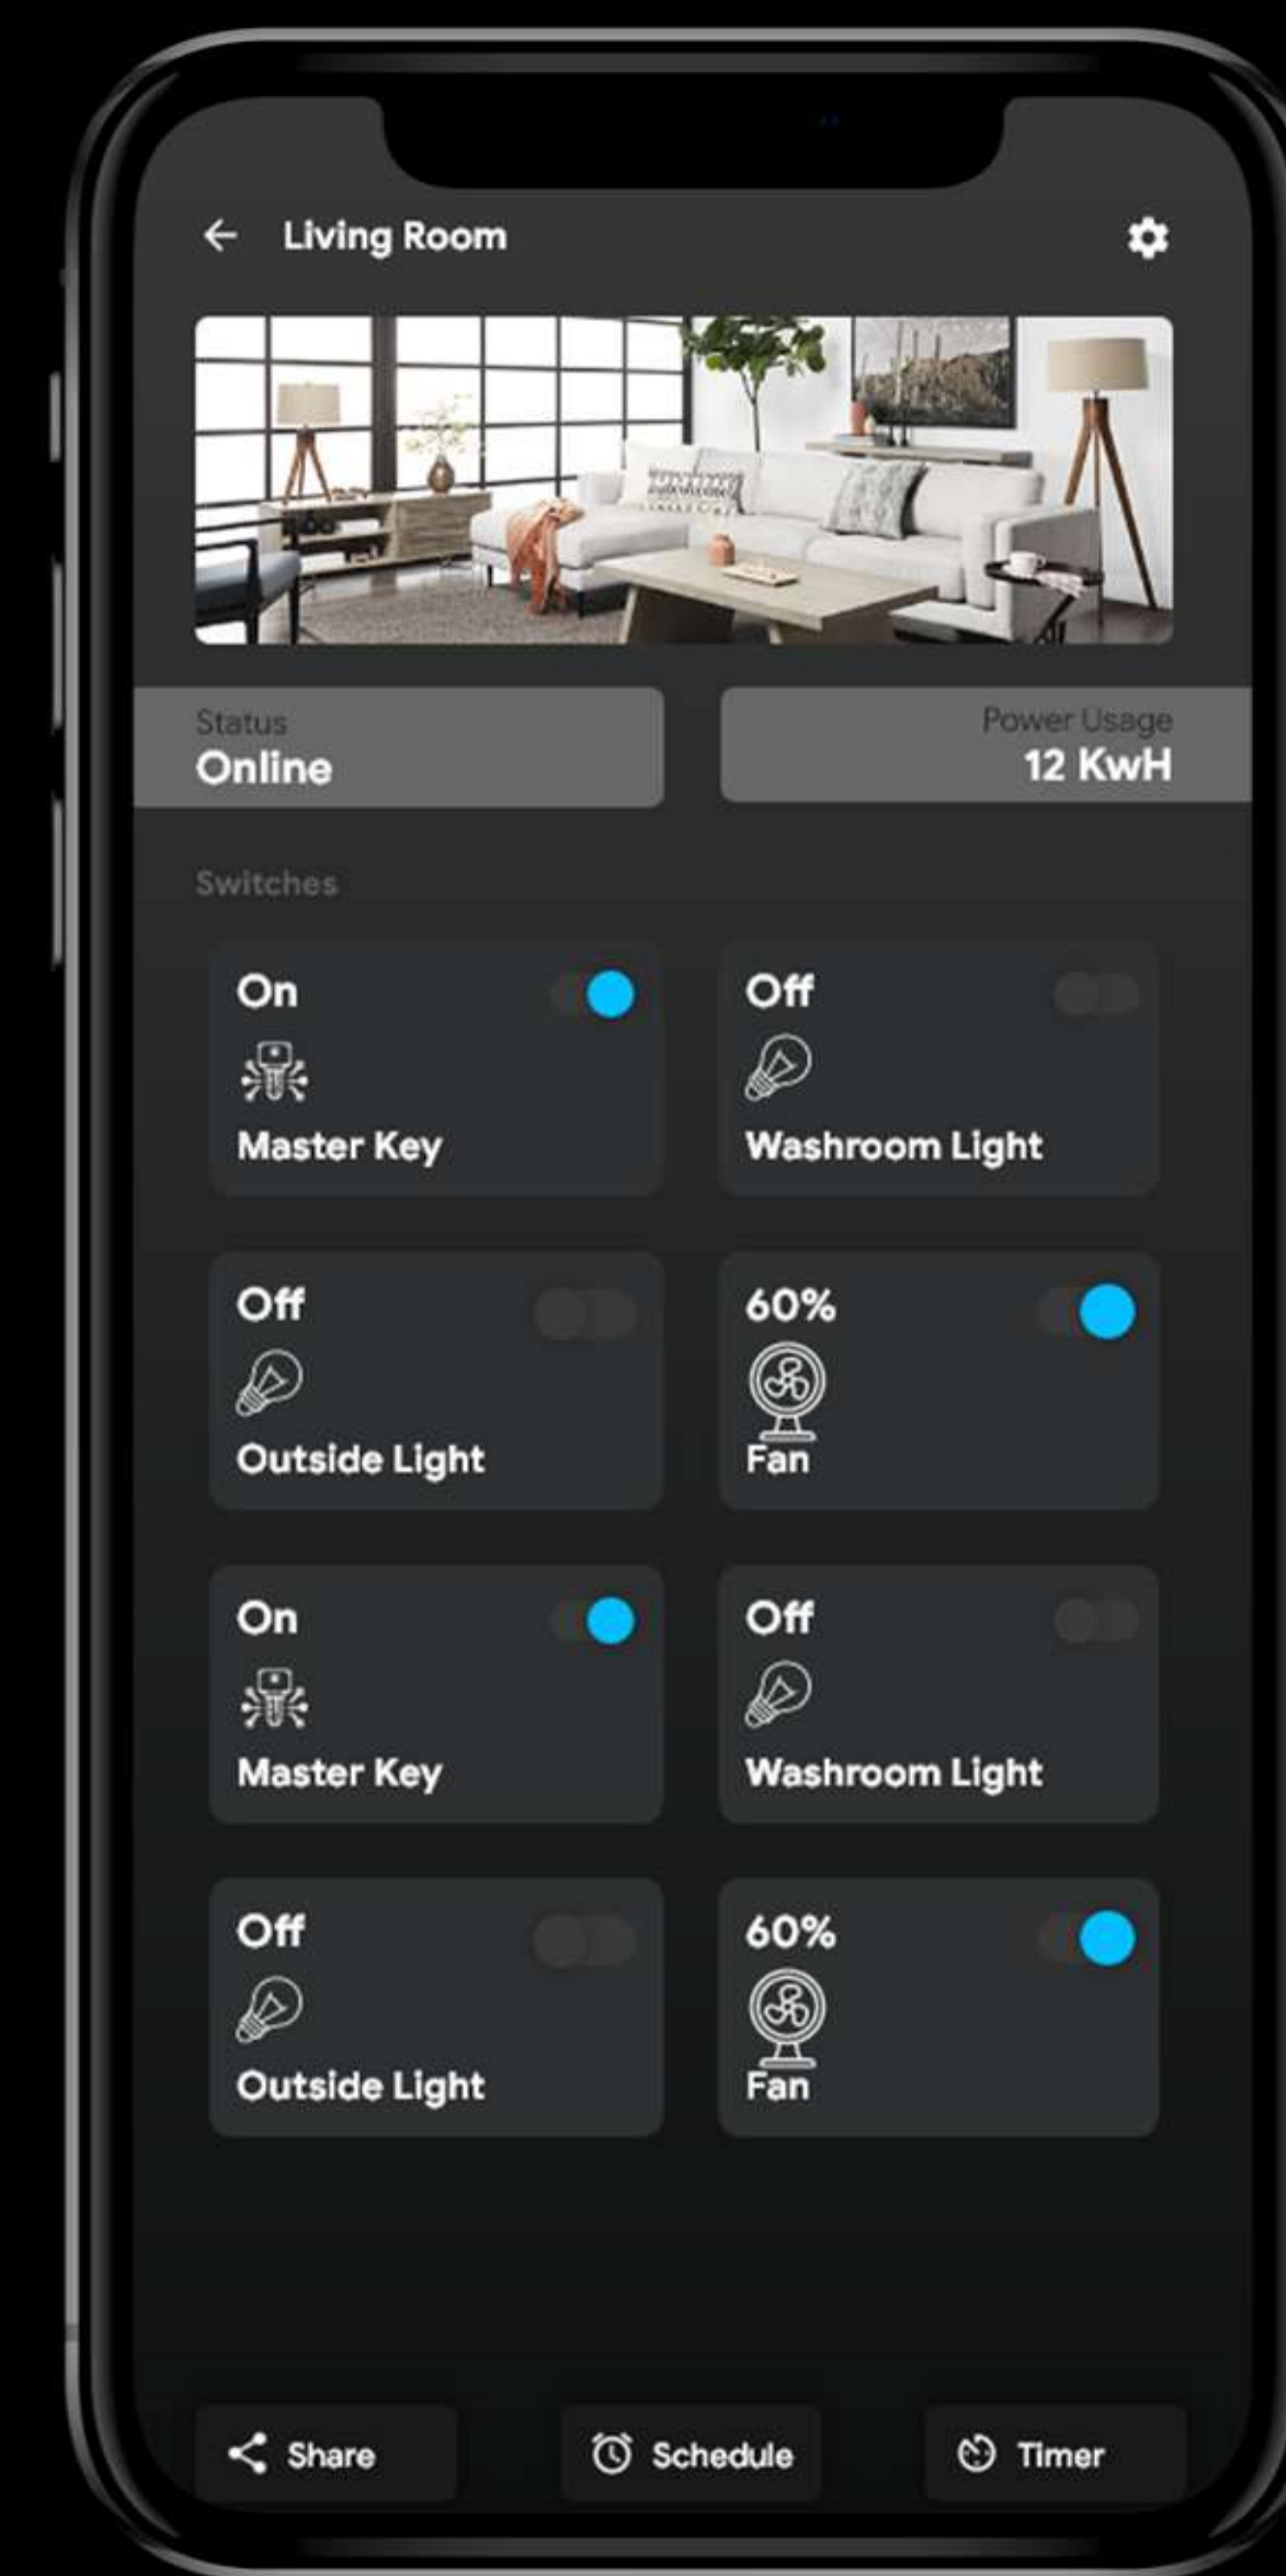 Living Room
Status
Online
Power Usage
12 KwH
Switches
On
Master Key
Off
Washroom Light
Off
Outside Light
60%
Fan
On
Master Key
Off
Washroom Light
Off
Outside Light
60%
Fan
Share
Schedule
Timer